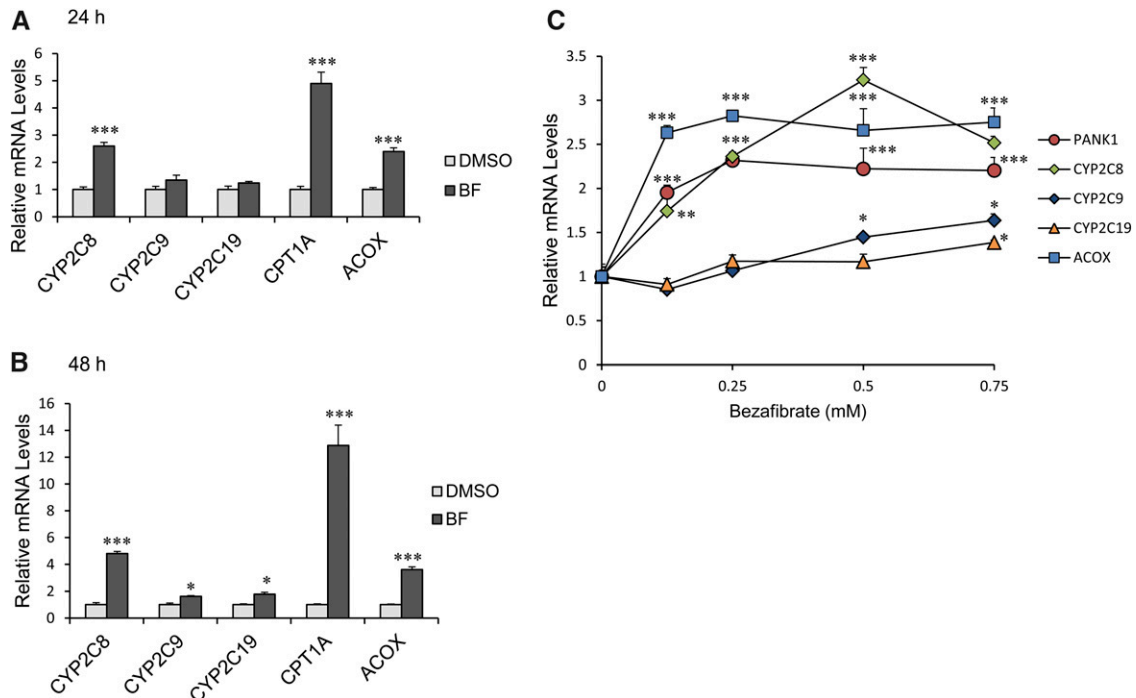 A
24 h
Relative mRNA Levels
6
5
4
3
2
1
0
***
***
***
DMSO
BF
CYP2C8
CYP2C9
CYP2C19
CPT1A
ACOX
B
48 h
Relative mRNA Levels
16
14
12
10
8
6
4
2
0
***
*
*
***
***
DMSO
BF
CYP2C8
CYP2C9
CYP2C19
CPT1A
ACOX
C
Relative mRNA Levels
3.5
3
2.5
2
1.5
1
0.5
0
***
***
***
***
***
***
***
***
***
**
*
*
*
0
0.25
0.5
0.75
Bezafibrate (mM)
PANK1
CYP2C8
CYP2C9
CYP2C19
ACOX